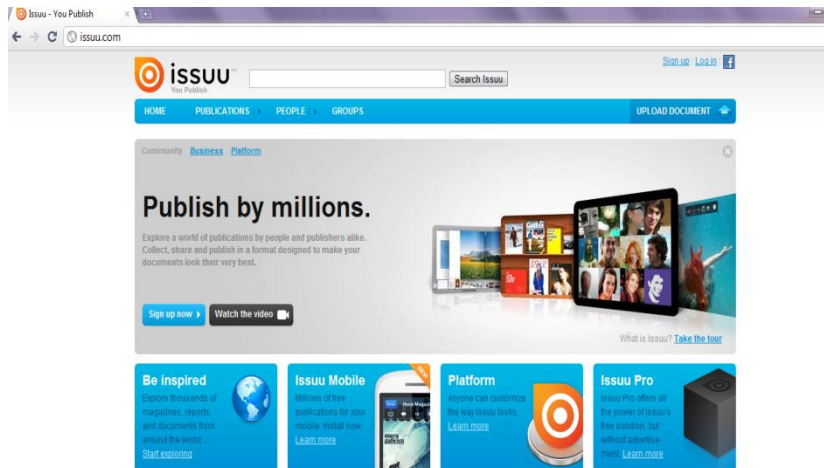 Issuu - You Publish
issuu.com
issuu
You Publish
Search Issuu
Sign up Log in
HOME PUBLICATIONS PEOPLE GROUPS UPLOAD DOCUMENT
Community Business Platform
Publish by millions.
Explore a world of publications by people and publishers alike.
Collect, share and publish in a format designed to make your
documents look their very best.
Sign up now Watch the video
What is Issuu? Take the tour
Be inspired
Explore thousands of
magazines, reports,
and documents from
around the world...
Start exploring
Issuu Mobile
NEW
Millions of free
publications for your
mobile. Install now.
Learn more
Platform
Anyone can customize
the way Issuu looks.
Learn more
Issuu Pro
Issuu Pro offers all
the power of Issuu's
free solution, but
without advertise-
ment. Learn more